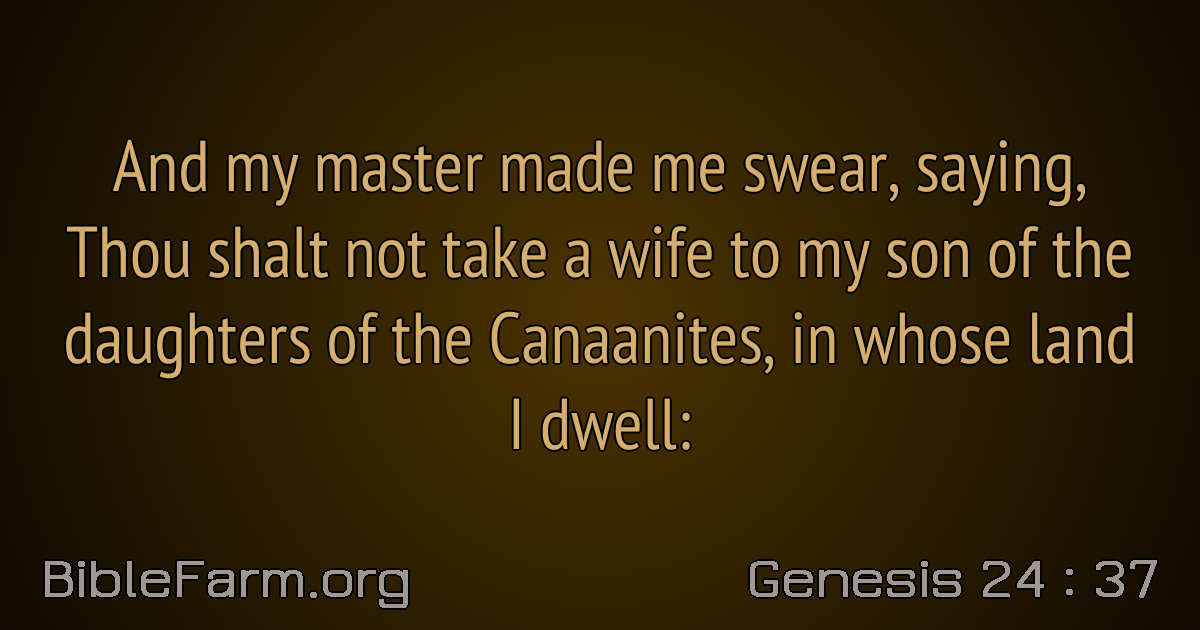 And my master made me swear, saying,
Thou shalt not take a wife to my son of the
daughters of the Canaanites, in whose land
I dwell:
BibleFarm.org
Genesis 24 : 37